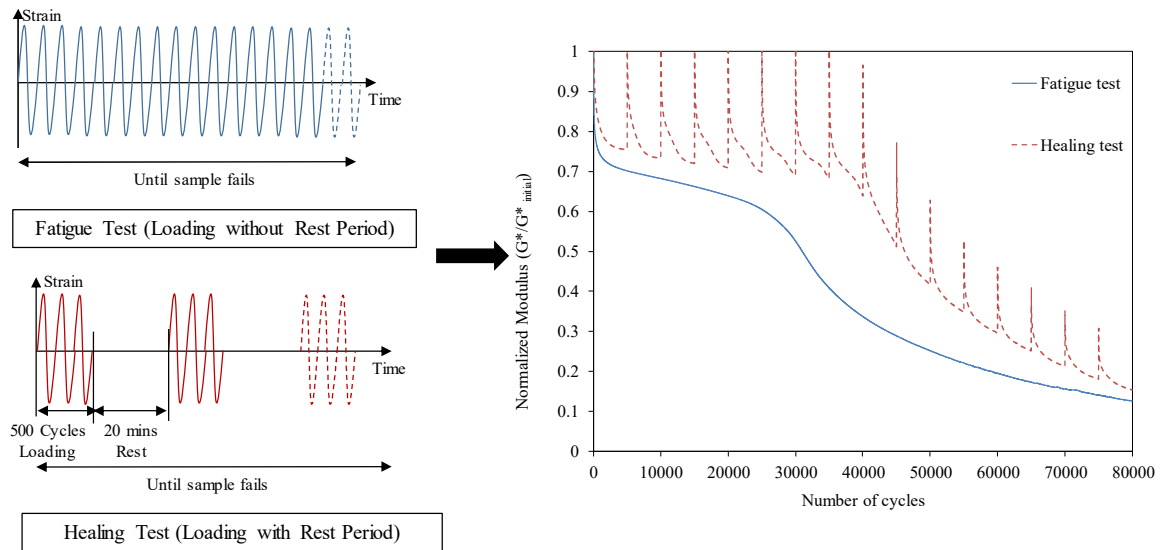 Strain
Time
Until sample fails
Fatigue Test (Loading without Rest Period)
Strain
Time
500 Cycles
Loading
20 mins
Rest
Until sample fails
Healing Test (Loading with Rest Period)
Normalized Modulus (G*/G*initial)
1
0.9
0.8
0.7
0.6
0.5
0.4
0.3
0.2
0.1
0
0 10000 20000 30000 40000 50000 60000 70000 80000
Number of cycles
Fatigue test
Healing test